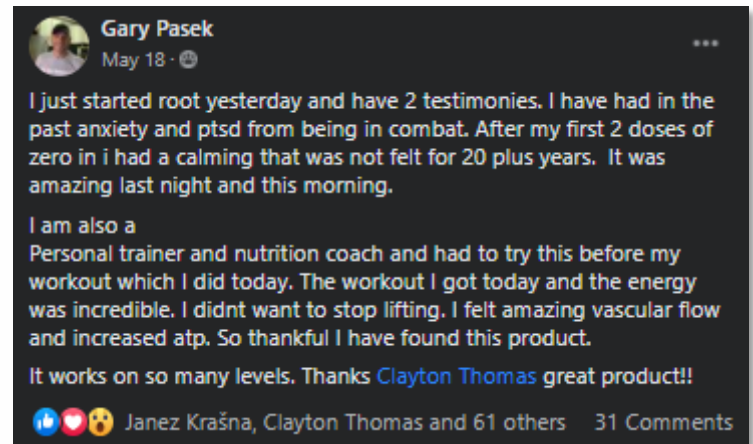 Gary Pasek
May 18 ·
I just started root yesterday and have 2 testimonies. I have had in the
past anxiety and ptsd from being in combat. After my first 2 doses of
zero in i had a calming that was not felt for 20 plus years. It was
amazing last night and this morning.
I am also a
Personal trainer and nutrition coach and had to try this before my
workout which I did today. The workout I got today and the energy
was incredible. I didnt want to stop lifting. I felt amazing vascular flow
and increased atp. So thankful I have found this product.
It works on so many levels. Thanks Clayton Thomas great product!!
Janez Krašna, Clayton Thomas and 61 others 31 Comments